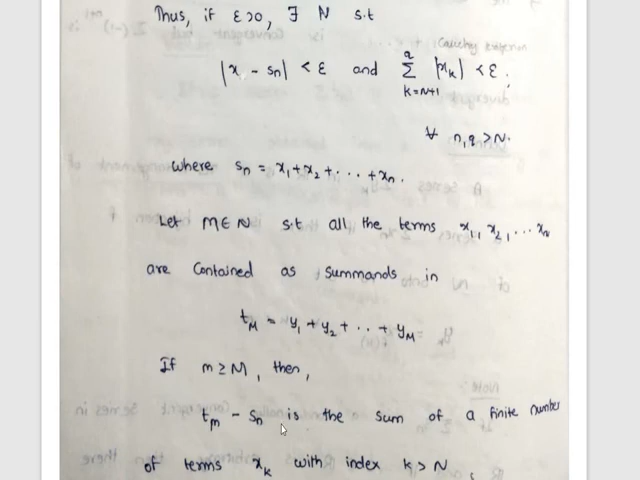 Thus, if ε>0, ∃ N s.t
Cauchy criterion
|x - sn| < ε and q∑k=N+1 |xk| < ε ;
∀ n,q >N.
where sn = x1+x2+...+xn.
Let M∈N s.t all the terms x1, x2, ... xn
are contained as summands in
tM = y1 + y2 + .. + yM
If m ≥ M, then,
tm - sn is the sum of a finite number
of terms xk with index k > N